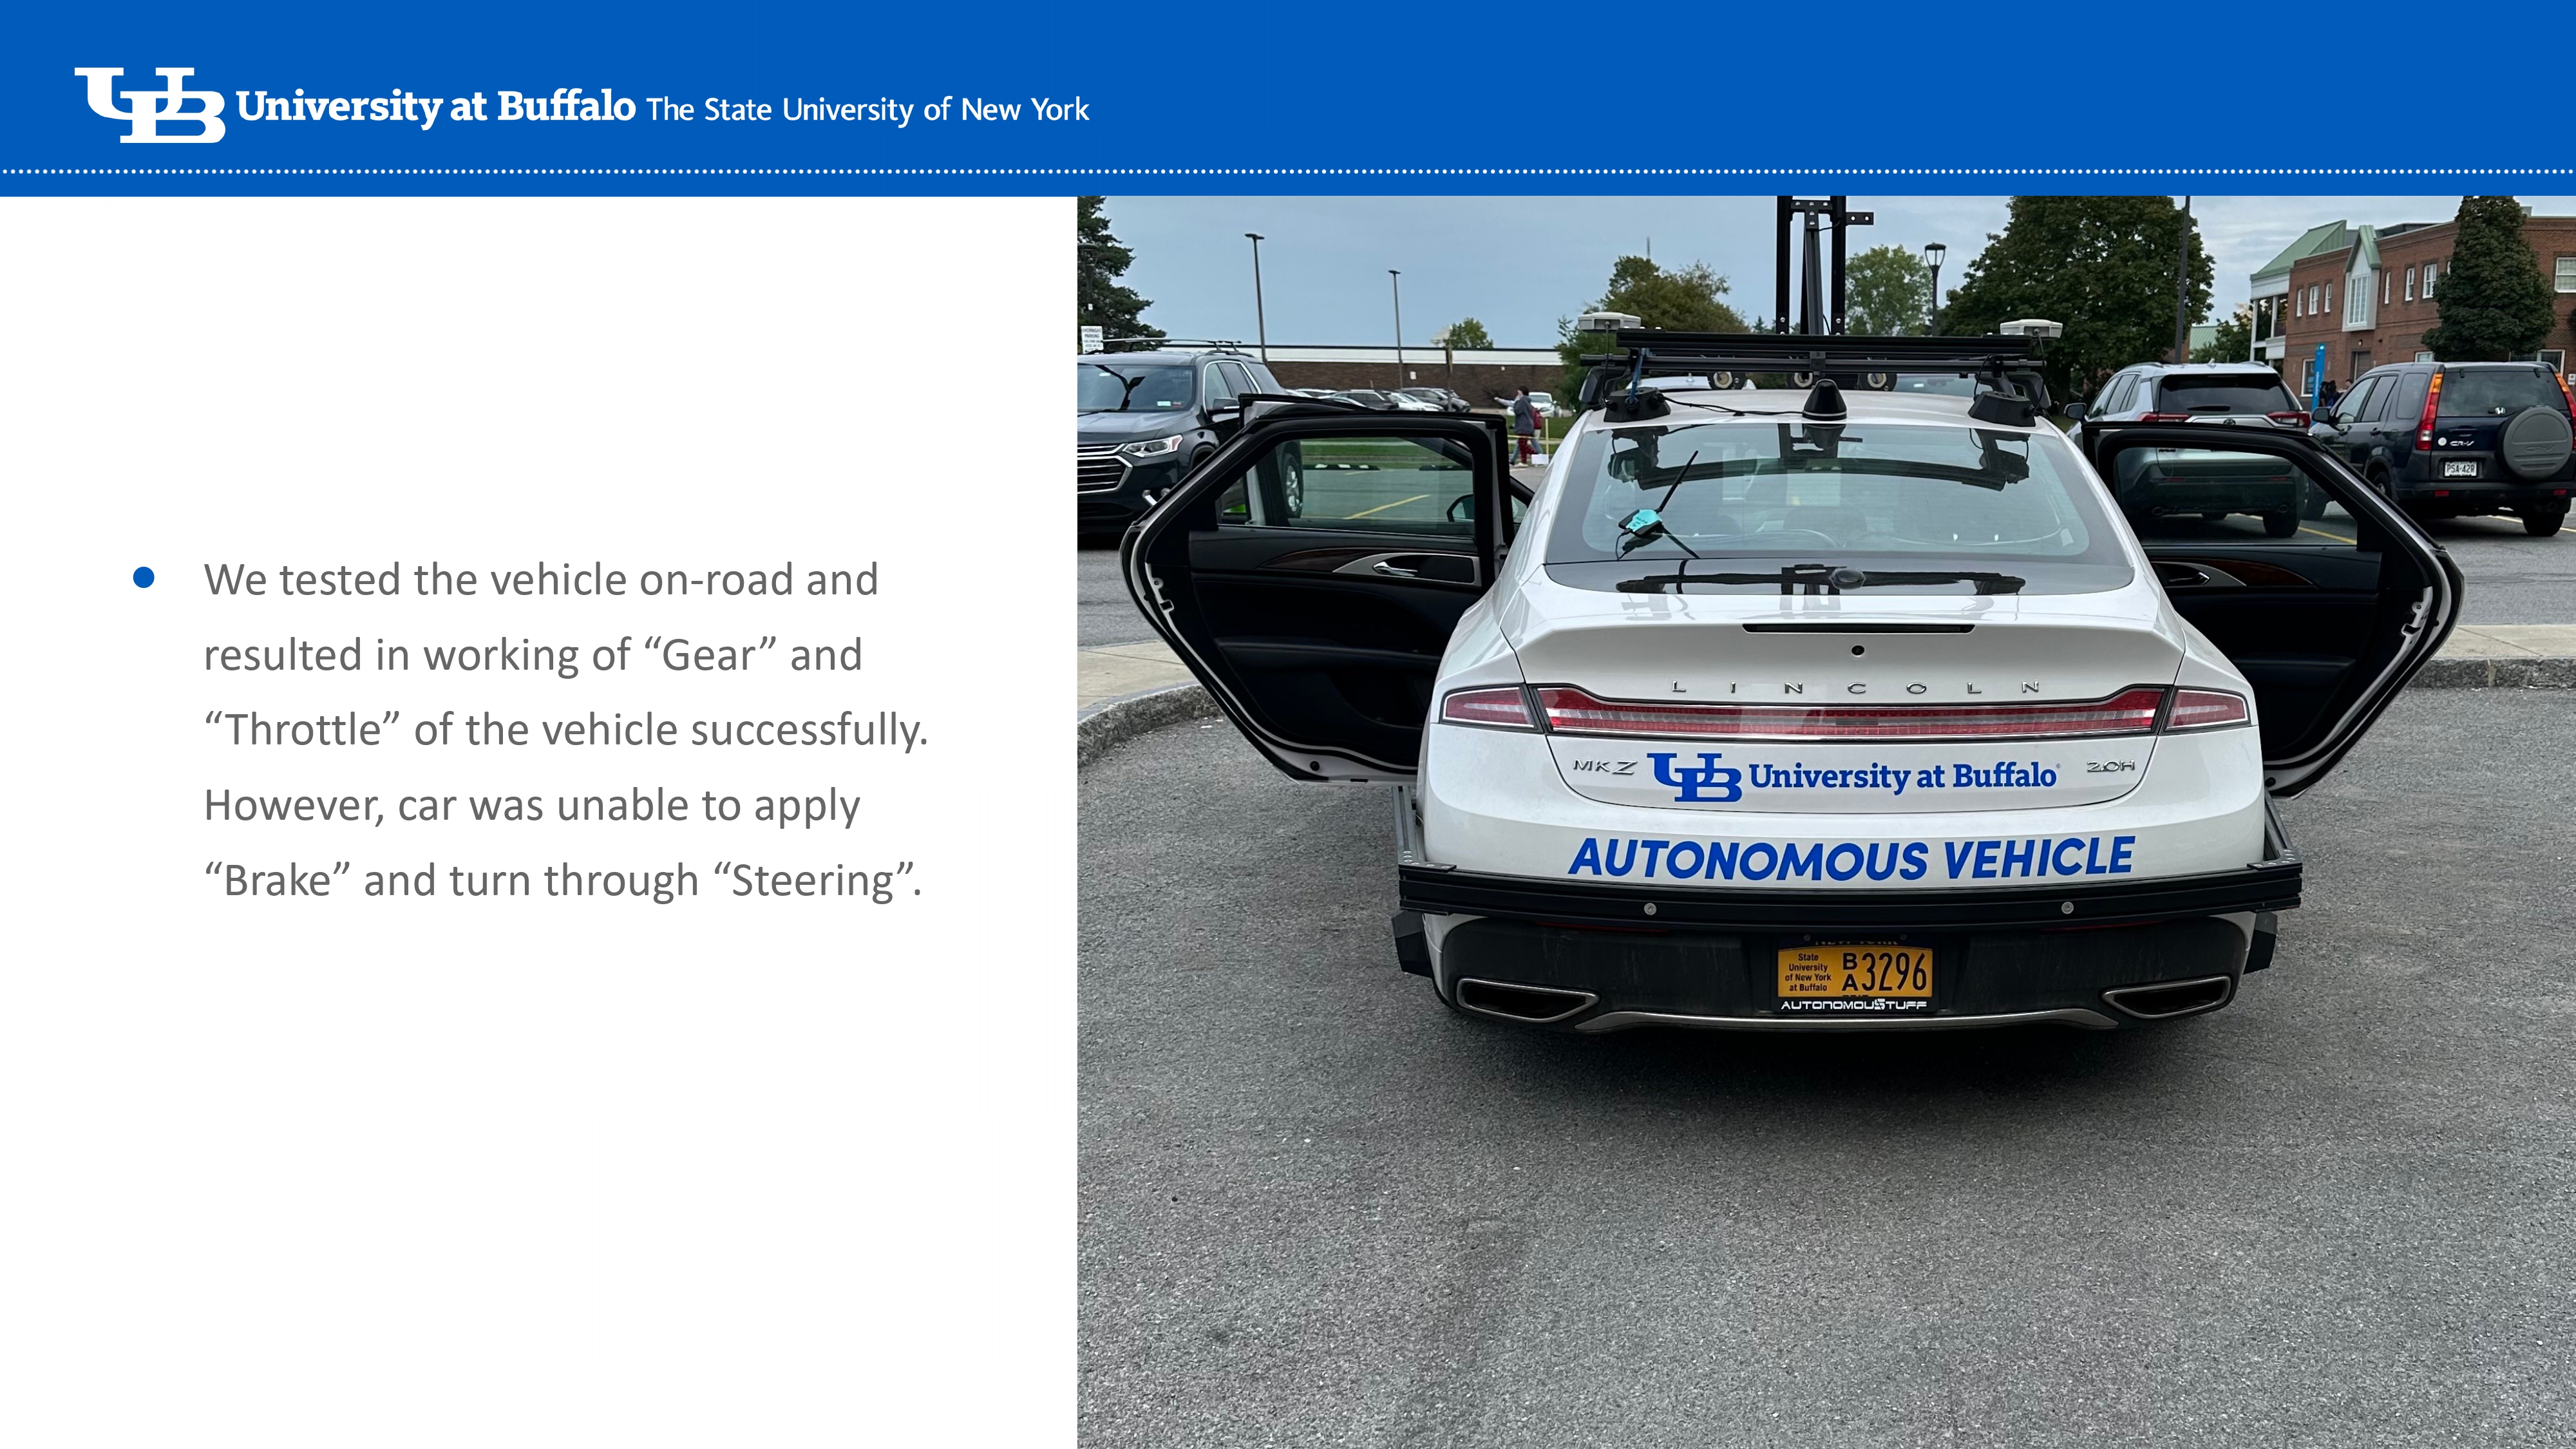 UB University at Buffalo The State University of New York
• We tested the vehicle on-road and
resulted in working of “Gear” and
“Throttle” of the vehicle successfully.
However, car was unable to apply
“Brake” and turn through “Steering”.
LINCOLN
MKZ UB University at Buffalo 2.0H
AUTONOMOUS VEHICLE
State
University
of New York
at Buffalo
BA3296
AUTONOMOUSTUFF
CR-V